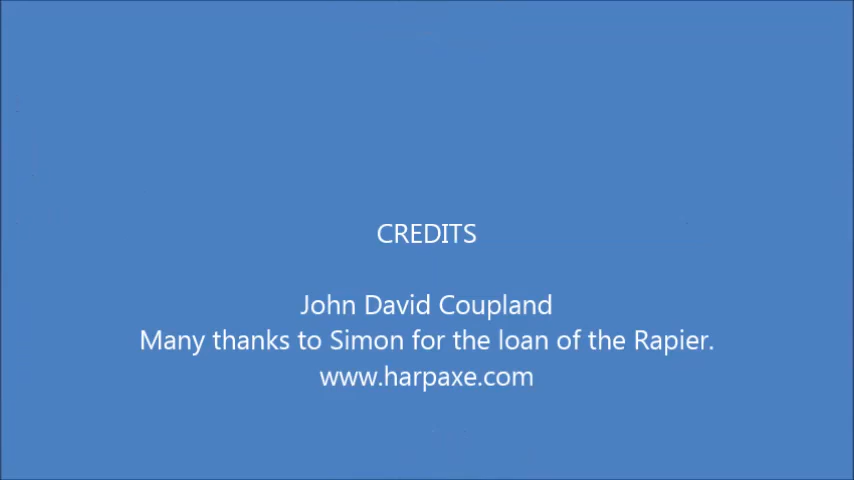 CREDITS
John David Coupland
Many thanks to Simon for the loan of the Rapier.
www.harpaxe.com